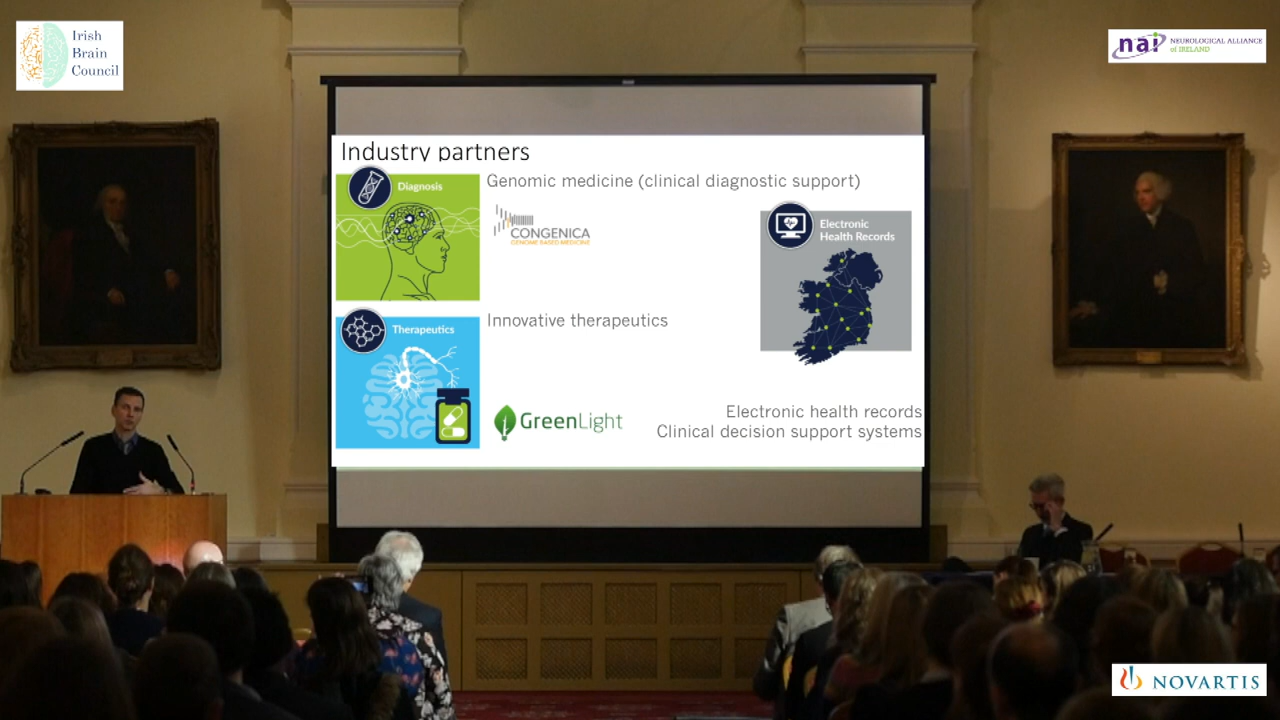 Irish
Brain
Council
nai NEUROLOGICAL ALLIANCE
of IRELAND
Industry partners
Diagnosis
Genomic medicine (clinical diagnostic support)
CONGENICA
GENOME BASED MEDICINE
Electronic
Health Records
Therapeutics
Innovative therapeutics
GreenLight
Electronic health records
Clinical decision support systems
NOVARTIS